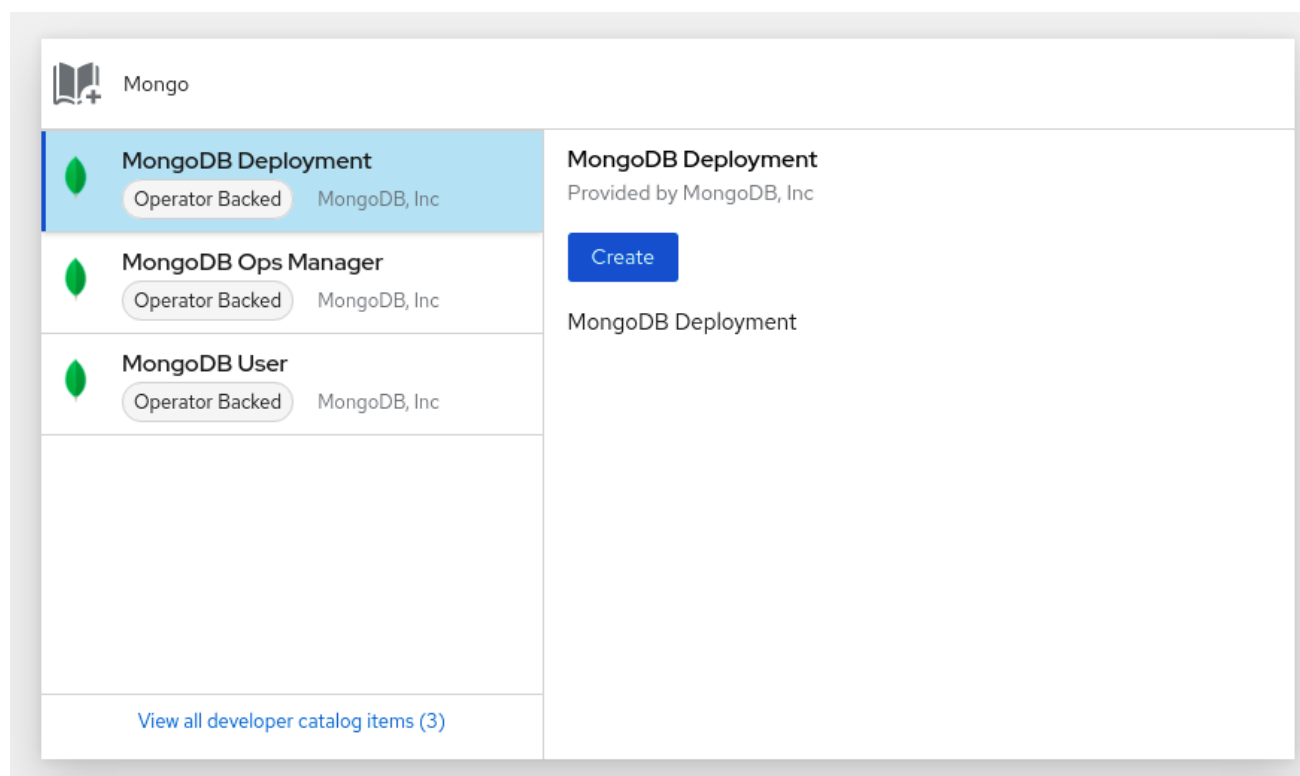 Mongo
MongoDB Deployment
Operator Backed MongoDB, Inc
MongoDB Ops Manager
Operator Backed MongoDB, Inc
MongoDB User
Operator Backed MongoDB, Inc
View all developer catalog items (3)
MongoDB Deployment
Provided by MongoDB, Inc
Create
MongoDB Deployment